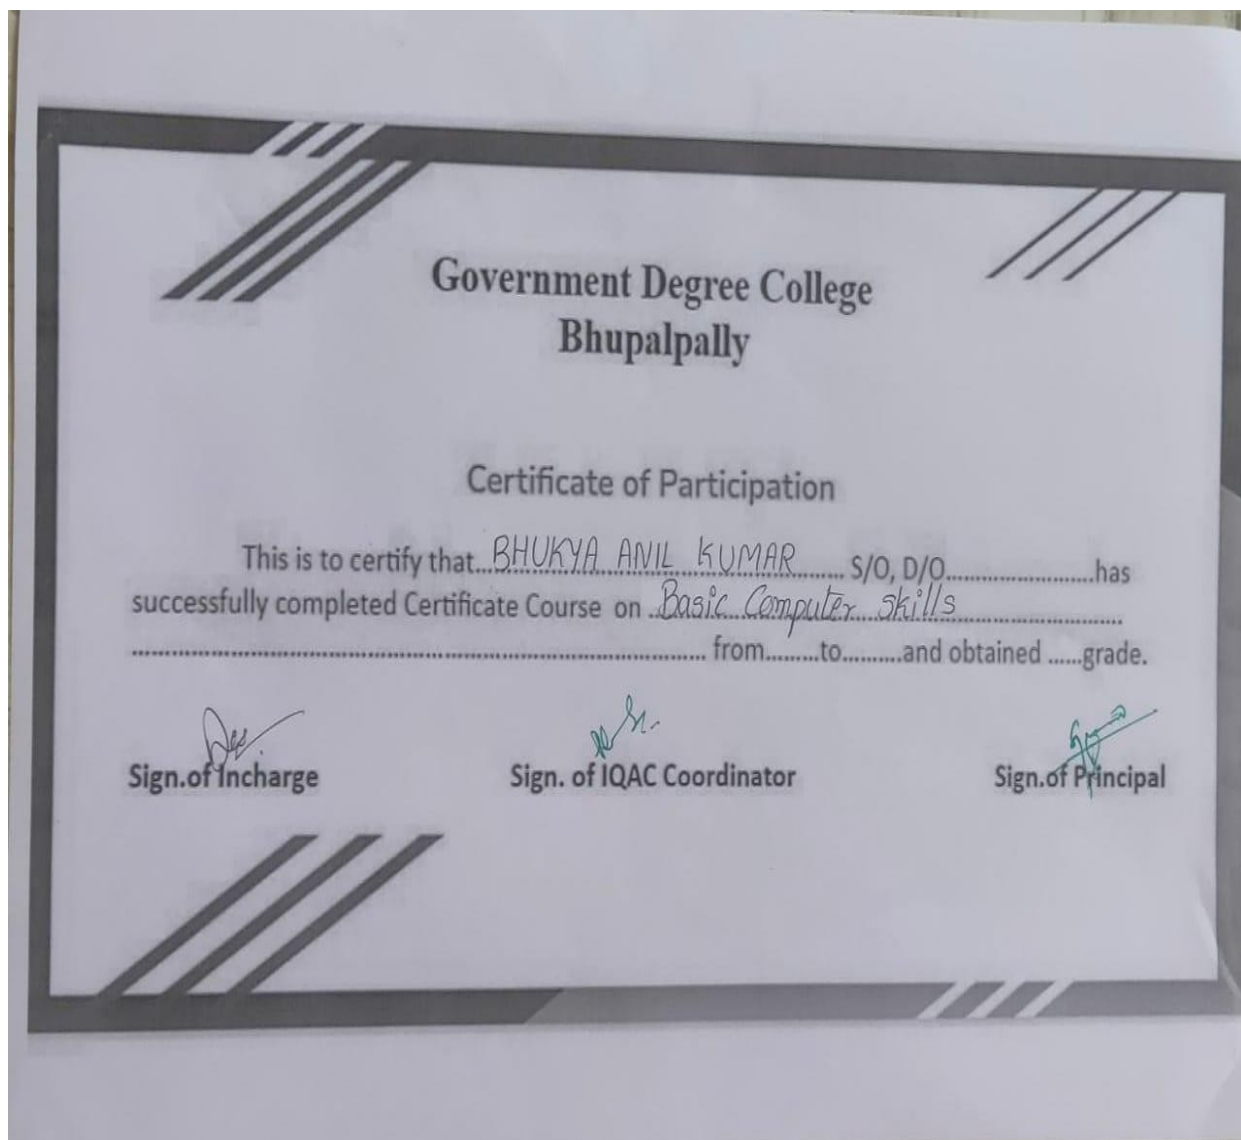 Government Degree College
Bhupalpally
Certificate of Participation
This is to certify that...BHUKYA ANIL KUMAR........ S/O, D/O........................has
successfully completed Certificate Course on ..Basic Computer skills...........................
............................................................................................... from.........to..........and obtained ......grade.
Sign.of Incharge Sign. of IQAC Coordinator Sign.of Principal